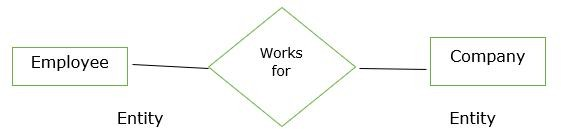 Employee
Works
for
Company
Entity
Entity